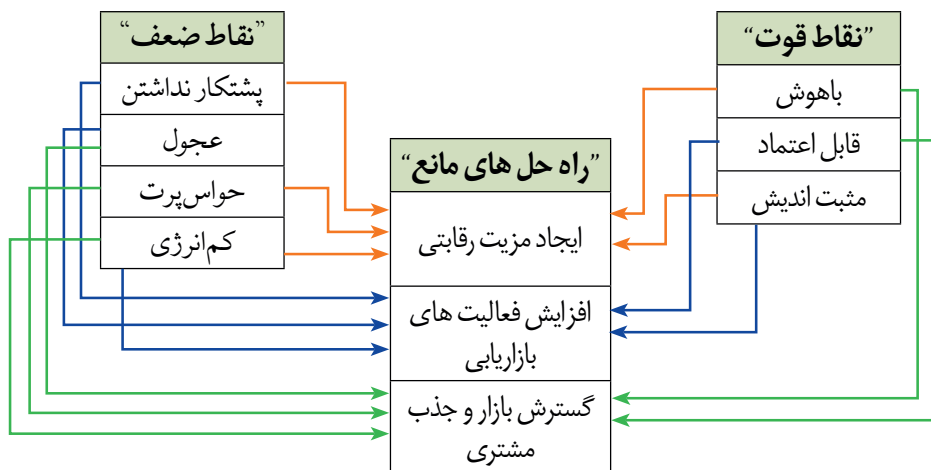 ”نقاط قوت“
باهوش
قابل اعتماد
مثبت اندیش
”راه حل های مانع“
ایجاد مزیت رقابتی
افزایش فعالیت های
بازاریابی
گسترش بازار و جذب
مشتری
”نقاط ضعف“
پشتکار نداشتن
عجول
حواس‌پرت
کم‌انرژی